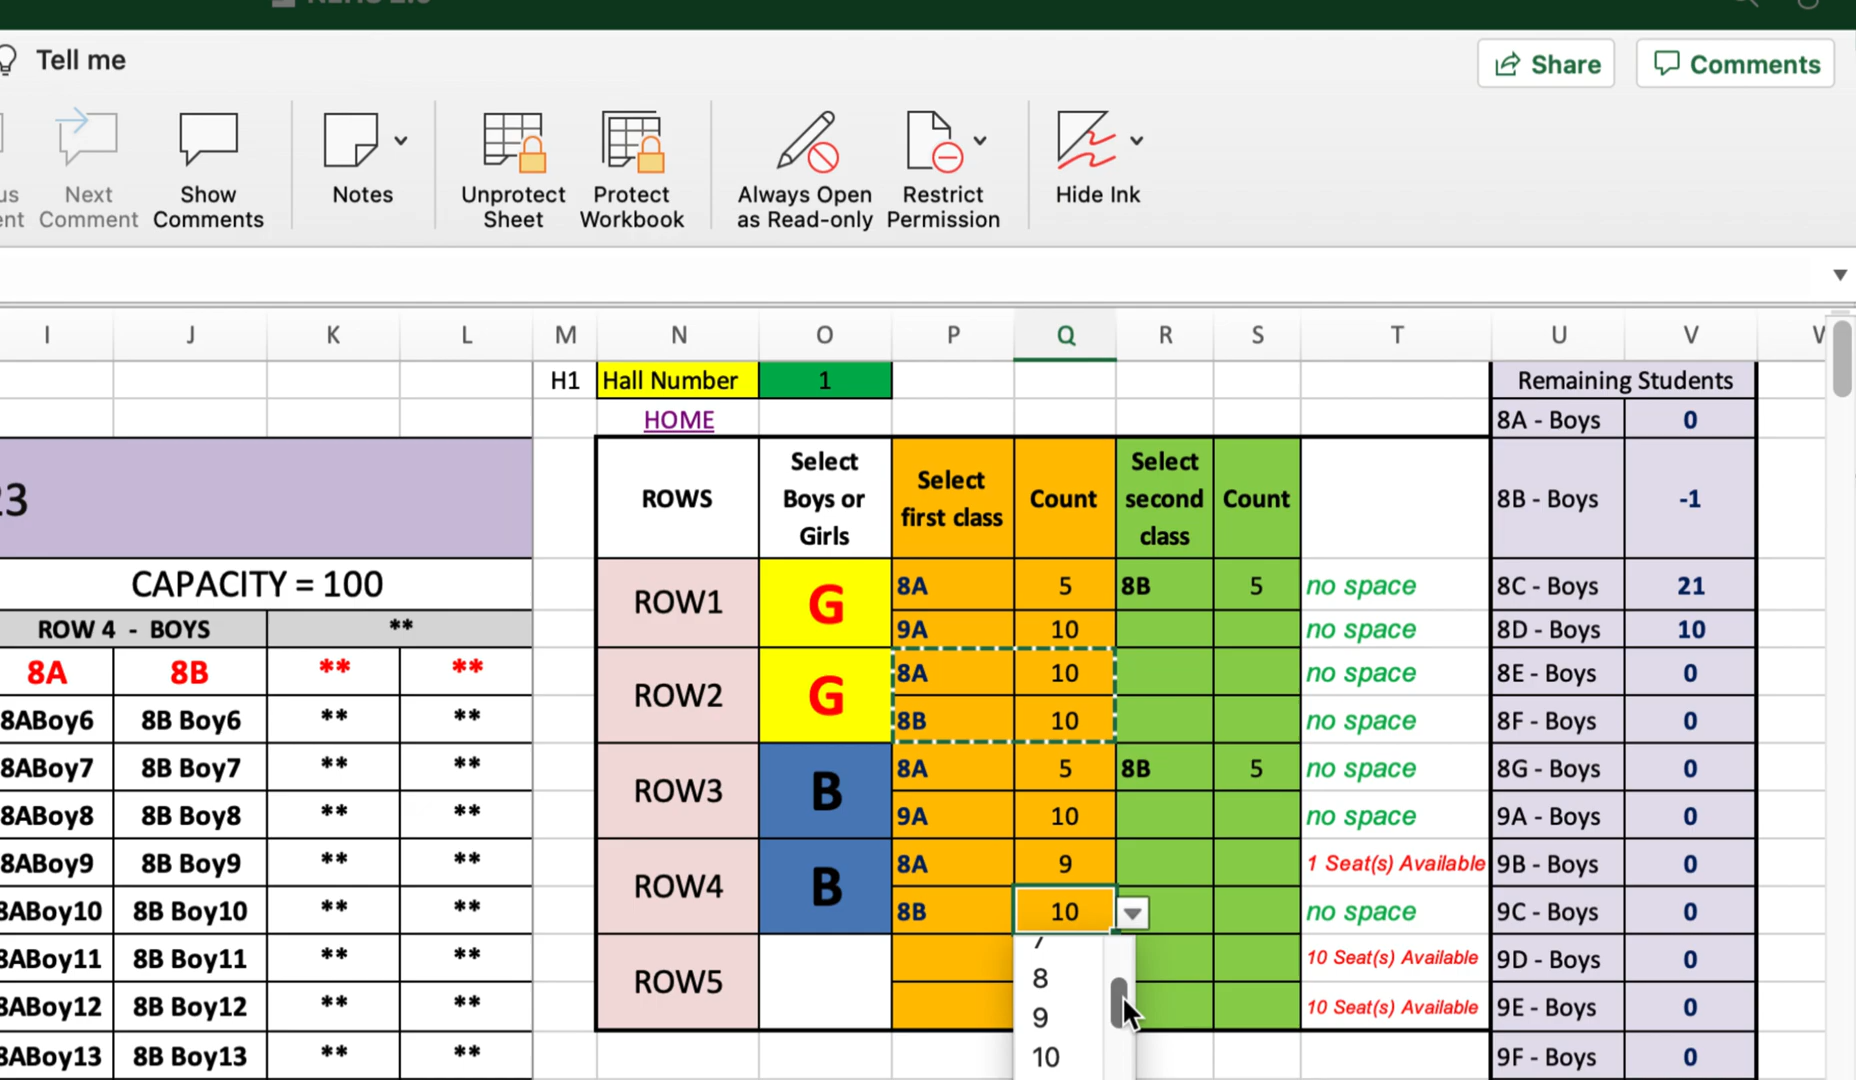 Tell me
Share
Comments
Next
Comment
Show
Comments
Notes
Unprotect
Sheet
Protect
Workbook
Always Open
as Read-only
Restrict
Permission
Hide Ink
I J K L M N O P Q R S T U V
H1 Hall Number 1 Remaining Students
HOME 8A - Boys 0
23
ROWS
Select
Boys or
Girls
Select
first class
Count
Select
second
class
Count
8B - Boys -1
CAPACITY = 100
ROW1 G 8A 5 8B 5 no space 8C - Boys 21
ROW 4 - BOYS ** 9A 10 no space 8D - Boys 10
8A 8B ** ** ROW2 G 8A 10 no space 8E - Boys 0
8ABoy6 8B Boy6 ** ** 8B 10 no space 8F - Boys 0
8ABoy7 8B Boy7 ** ** ROW3 B 8A 5 8B 5 no space 8G - Boys 0
8ABoy8 8B Boy8 ** ** 9A 10 no space 9A - Boys 0
8ABoy9 8B Boy9 ** ** ROW4 B 8A 9 1 Seat(s) Available 9B - Boys 0
8ABoy10 8B Boy10 ** ** 8B 10 no space 9C - Boys 0
8ABoy11 8B Boy11 ** ** ROW5 10 Seat(s) Available 9D - Boys 0
8ABoy12 8B Boy12 ** ** 10 Seat(s) Available 9E - Boys 0
8ABoy13 8B Boy13 ** ** 9F - Boys 0
7
8
9
10